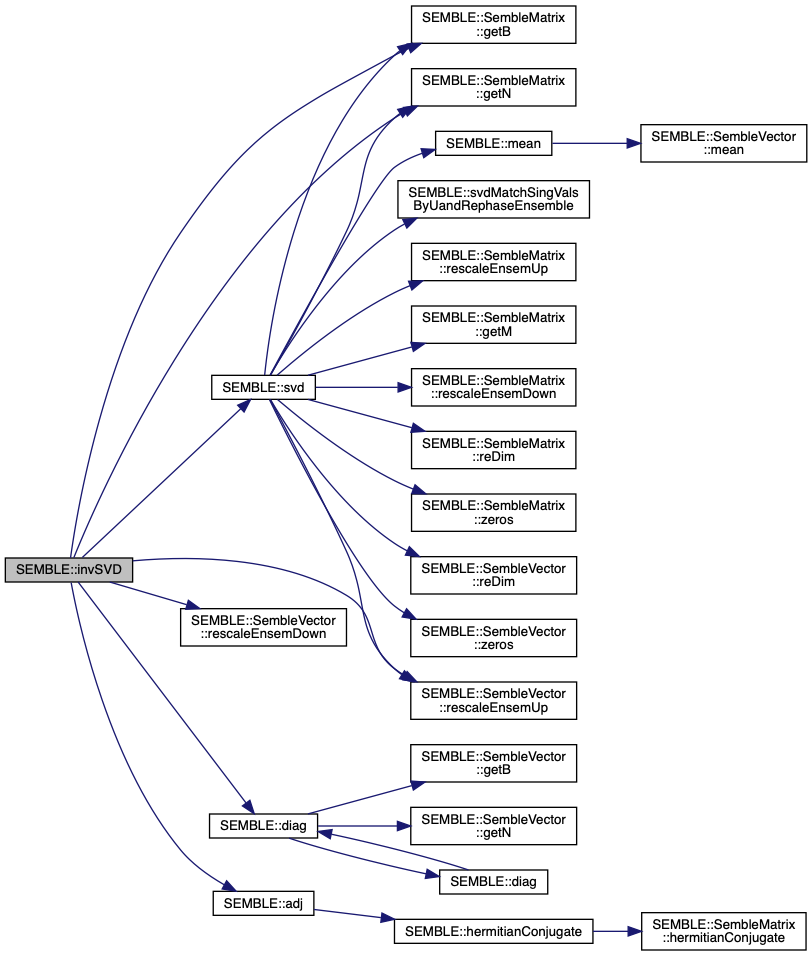 SEMBLE::SembleMatrix
::getB
SEMBLE::SembleMatrix
::getN
SEMBLE::mean
SEMBLE::SembleVector
::mean
SEMBLE::svdMatchSingVals
ByUandRephaseEnsemble
SEMBLE::SembleMatrix
::rescaleEnsemUp
SEMBLE::SembleMatrix
::getM
SEMBLE::svd
SEMBLE::SembleMatrix
::rescaleEnsemDown
SEMBLE::SembleMatrix
::reDim
SEMBLE::SembleMatrix
::zeros
SEMBLE::invSVD
SEMBLE::SembleVector
::reDim
SEMBLE::SembleVector
::rescaleEnsemDown
SEMBLE::SembleVector
::zeros
SEMBLE::SembleVector
::rescaleEnsemUp
SEMBLE::SembleVector
::getB
SEMBLE::diag
SEMBLE::SembleVector
::getN
SEMBLE::diag
SEMBLE::adj
SEMBLE::hermitianConjugate
SEMBLE::SembleMatrix
::hermitianConjugate